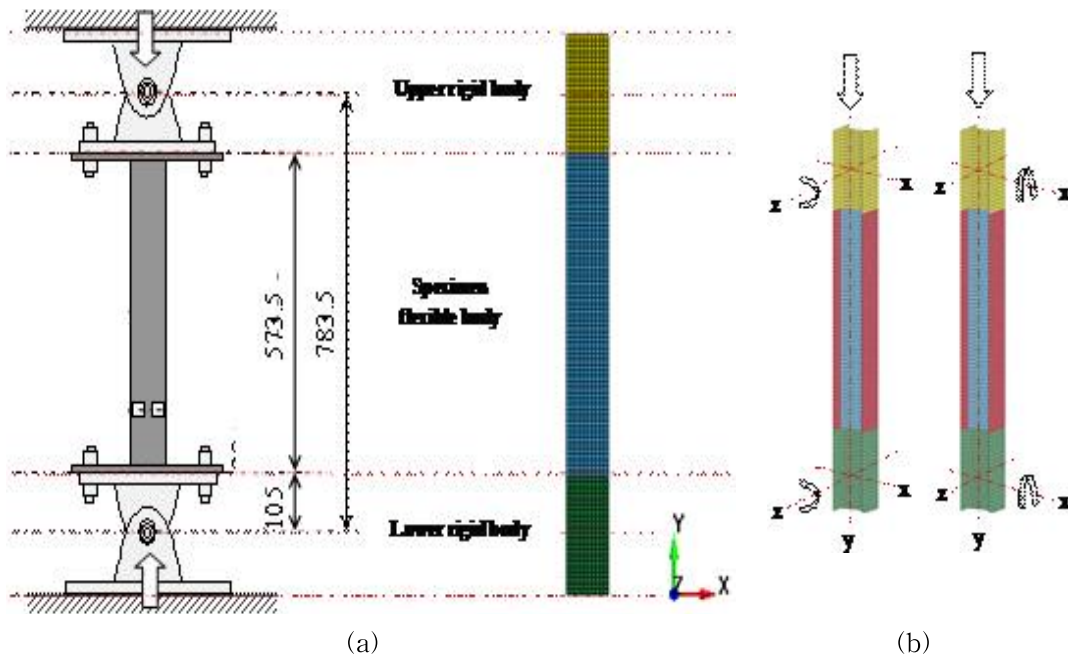 Upper rigid body
573.5
783.5
Specimen
flexible body
105
Lower rigid body
Y
Z
X
z
x
z
x
z
x
z
x
y
y
(a)
(b)